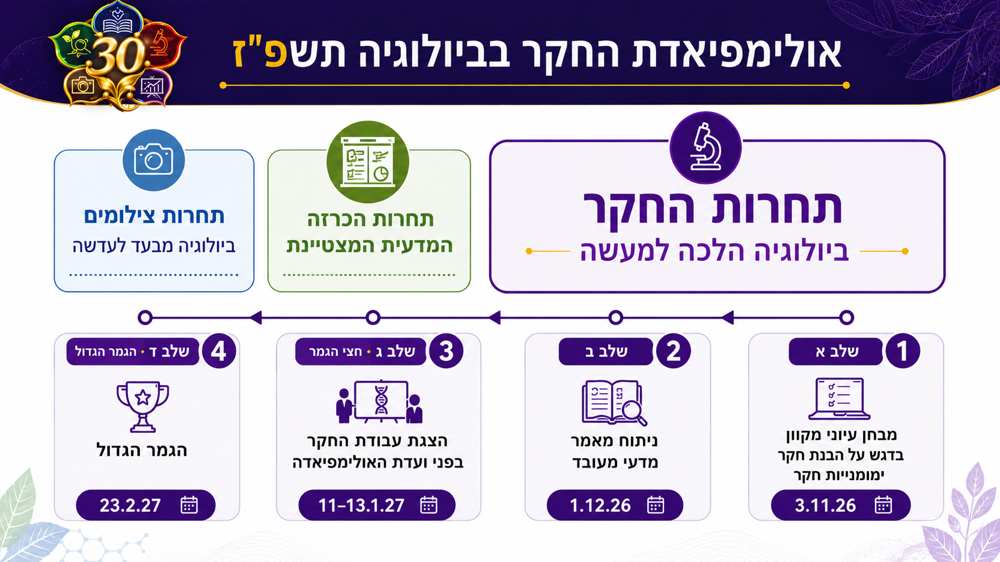 30
אולימפיאדת החקר בביולוגיה תשפ"ז
תחרות החקר
ביולוגיה הלכה למעשה
תחרות הכרזה
המדעית המצטיינת
תחרות צילומים
ביולוגיה מבעד לעדשה
1
שלב א
מבחן עיוני מקוון
בדגש על הבנת חקר
ימומנייות חקר
3.11.26
2
שלב ב
ניתוח מאמר
מדעי מעובד
1.12.26
3
שלב ג • חצי הגמר
הצגת עבודת החקר
בפני ועדת האולימפיאדה
11–13.1.27
4
שלב ד • הגמר הגדול
הגמר הגדול
23.2.27